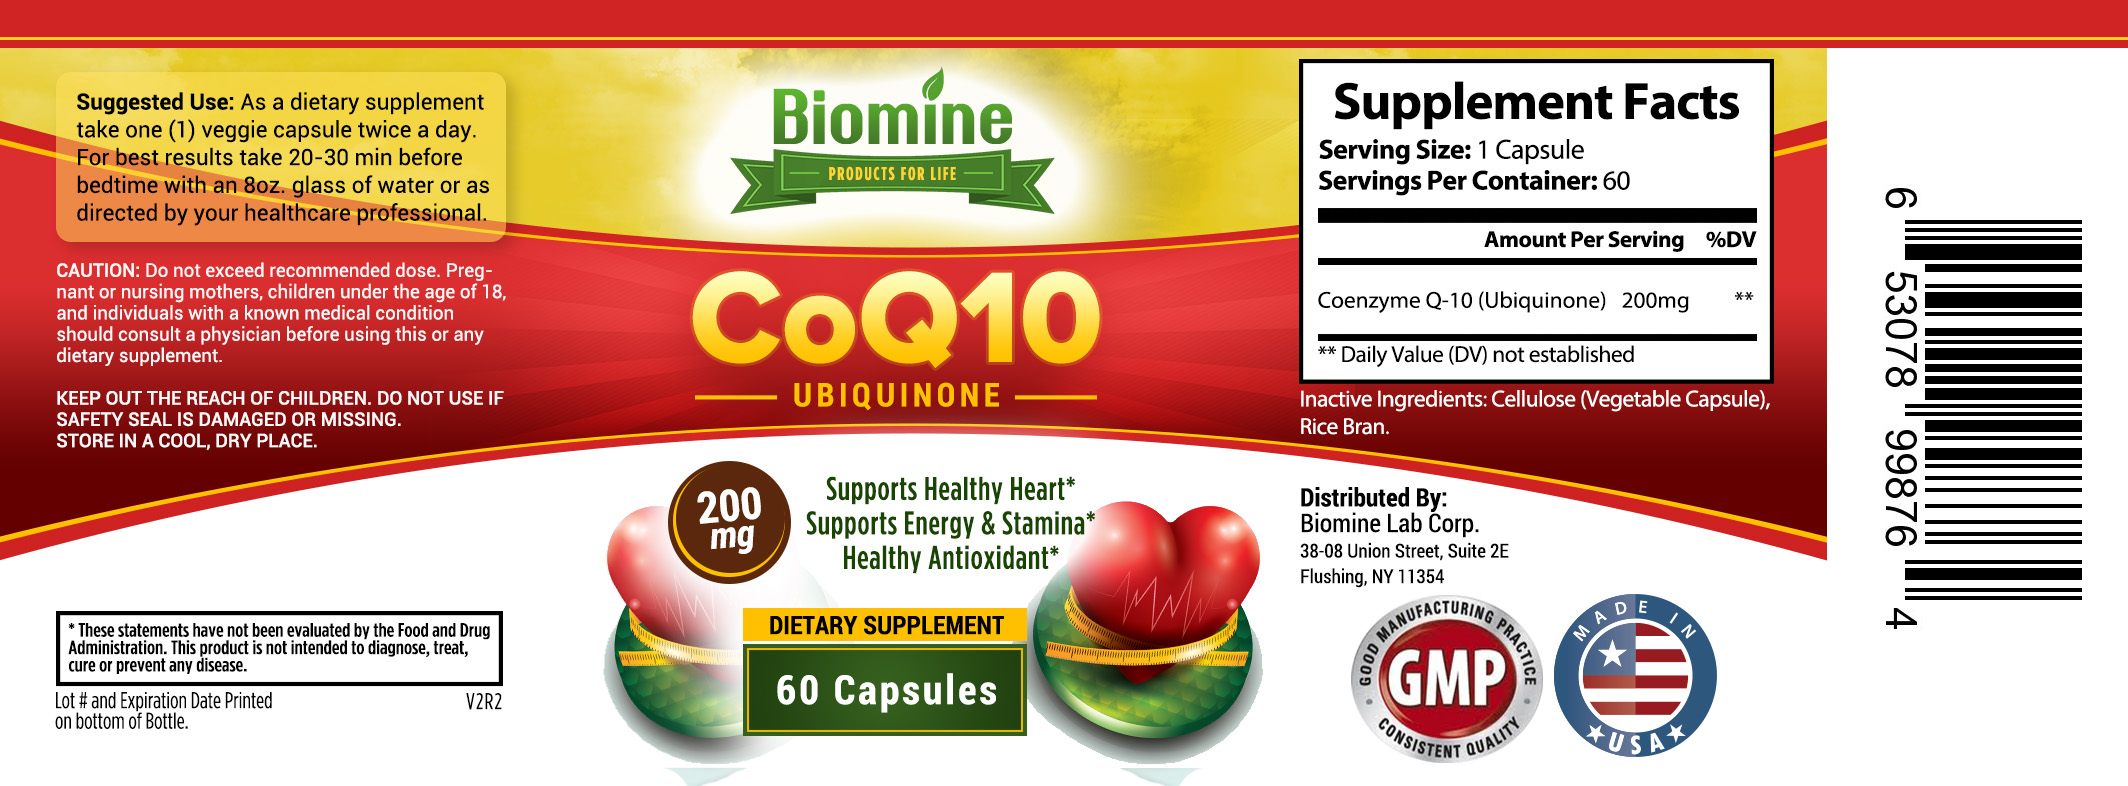 Suggested Use: As a dietary supplement
take one (1) veggie capsule twice a day.
For best results take 20-30 min before
bedtime with an 8oz. glass of water or as
directed by your healthcare professional.
CAUTION: Do not exceed recommended dose. Preg-
nant or nursing mothers, children under the age of 18,
and individuals with a known medical condition
should consult a physician before using this or any
dietary supplement.
KEEP OUT THE REACH OF CHILDREN. DO NOT USE IF
SAFETY SEAL IS DAMAGED OR MISSING.
STORE IN A COOL, DRY PLACE.
* These statements have not been evaluated by the Food and Drug
Administration. This product is not intended to diagnose, treat,
cure or prevent any disease.
Lot # and Expiration Date Printed
on bottom of Bottle.
V2R2
Biomine
PRODUCTS FOR LIFE
CoQ10
UBIQUINONE
200
mg
Supports Healthy Heart*
Supports Energy & Stamina*
Healthy Antioxidant*
DIETARY SUPPLEMENT
60 Capsules
Supplement Facts
Serving Size: 1 Capsule
Servings Per Container: 60
Amount Per Serving %DV
Coenzyme Q-10 (Ubiquinone) 200mg **
** Daily Value (DV) not established
Inactive Ingredients: Cellulose (Vegetable Capsule),
Rice Bran.
Distributed By:
Biomine Lab Corp.
38-08 Union Street, Suite 2E
Flushing, NY 11354
GOOD MANUFACTURING PRACTICE
GMP
CONSISTENT QUALITY
MADE IN
USA
6 53078 99876 4